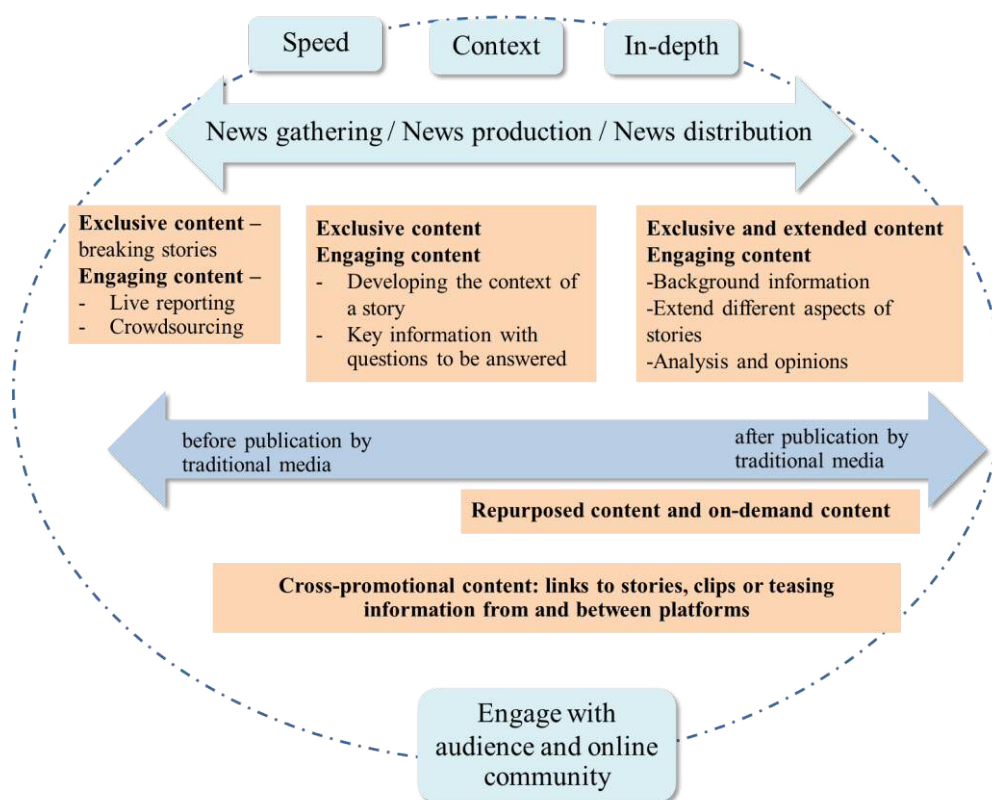 Speed
Context
In-depth
News gathering / News production / News distribution
Exclusive content –
breaking stories
Engaging content –
- Live reporting
- Crowdsourcing
Exclusive content
Engaging content
- Developing the context of
a story
- Key information with
questions to be answered
Exclusive and extended content
Engaging content
-Background information
-Extend different aspects of
stories
-Analysis and opinions
before publication by
traditional media
after publication by
traditional media
Repurposed content and on-demand content
Cross-promotional content: links to stories, clips or teasing
information from and between platforms
Engage with
audience and online
community